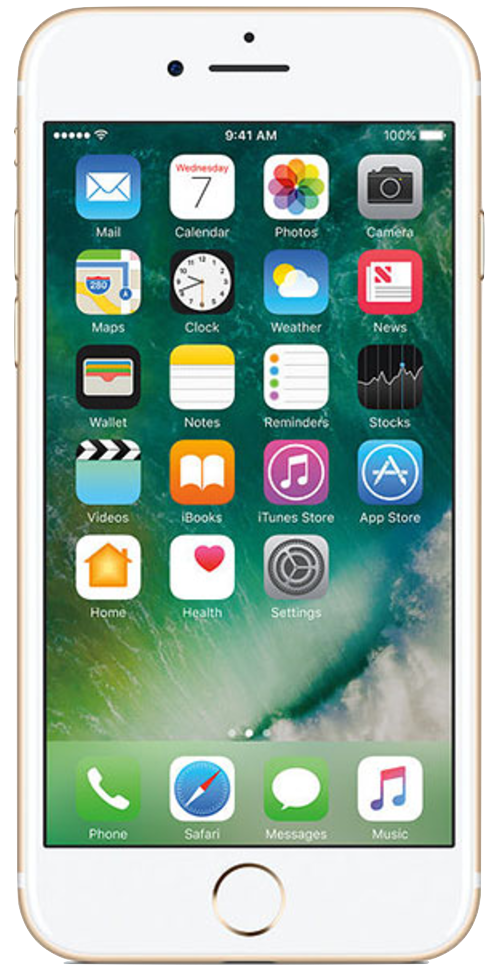 9:41 AM 100%
Wednesday
7
Mail Calendar Photos Camera
280
Maps Clock Weather News
Wallet Notes Reminders Stocks
Videos iBooks iTunes Store App Store
Home Health Settings
Phone Safari Messages Music